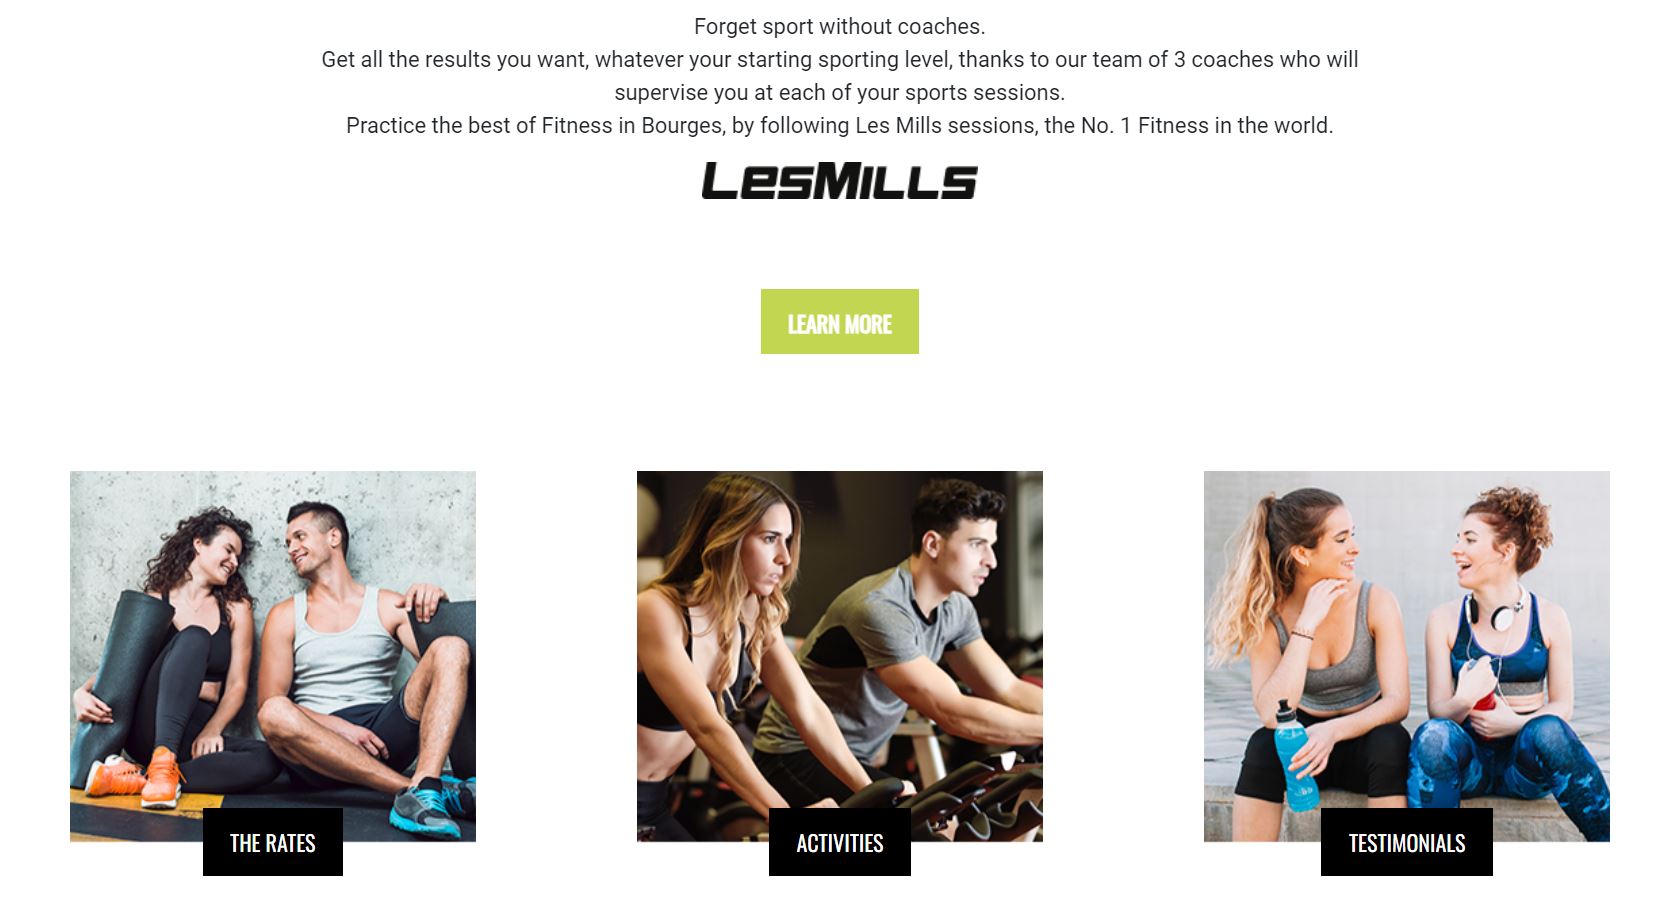 Forget sport without coaches.
Get all the results you want, whatever your starting sporting level, thanks to our team of 3 coaches who will
supervise you at each of your sports sessions.
Practice the best of Fitness in Bourges, by following Les Mills sessions, the No. 1 Fitness in the world.
LesMills
LEARN MORE
THE RATES
ACTIVITIES
TESTIMONIALS